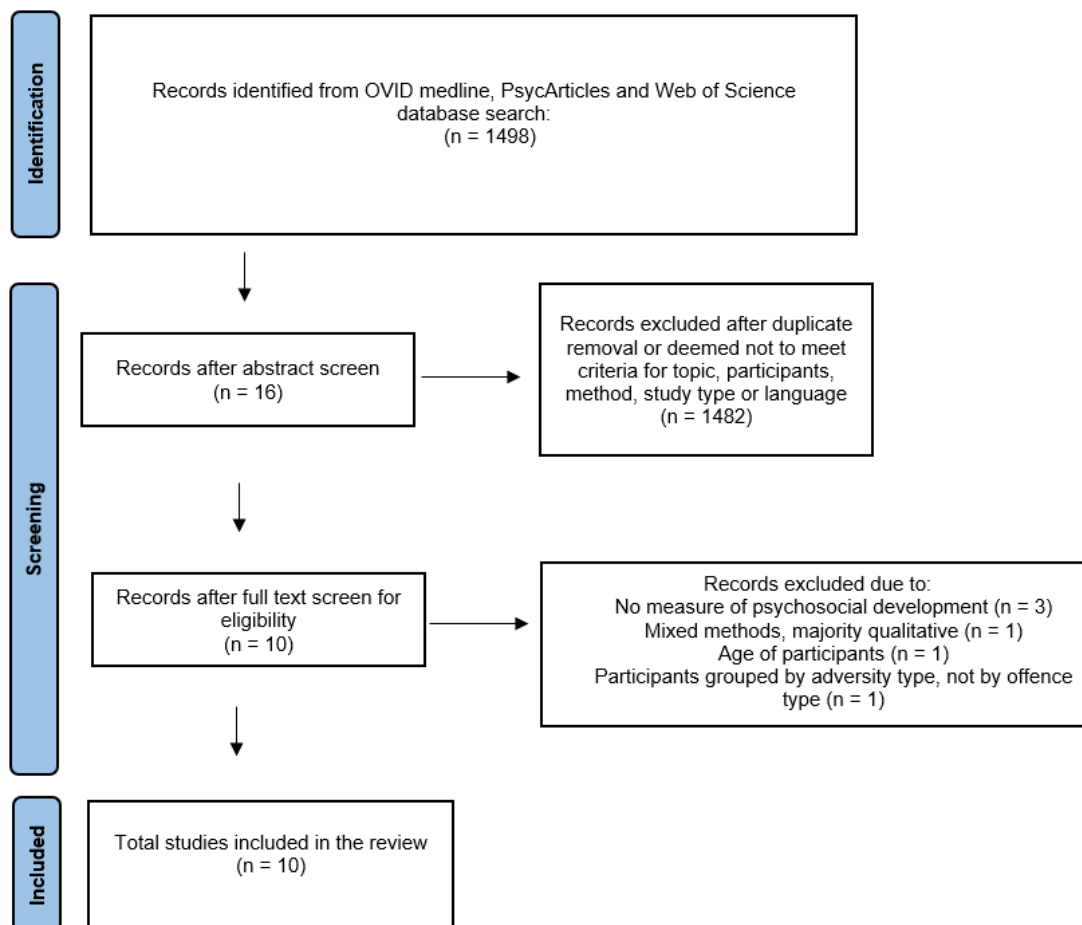 Identification
Records identified from OVID medline, PsycArticles and Web of Science
database search:
(n = 1498)
Screening
Records after abstract screen
(n = 16)
Records excluded after duplicate
removal or deemed not to meet
criteria for topic, participants,
method, study type or language
(n = 1482)
Records after full text screen for
eligibility
(n = 10)
Records excluded due to:
No measure of psychosocial development (n = 3)
Mixed methods, majority qualitative (n = 1)
Age of participants (n = 1)
Participants grouped by adversity type, not by offence
type (n = 1)
Included
Total studies included in the review
(n = 10)